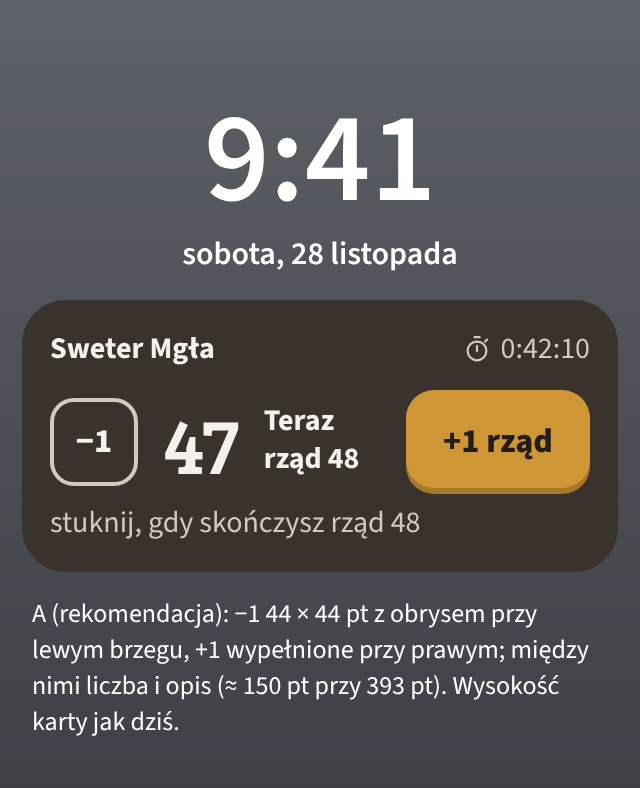 9:41
sobota, 28 listopada
Sweter Mgła
0:42:10
−1
47
Teraz
rząd 48
+1 rząd
stuknij, gdy skończysz rząd 48
A (rekomendacja): −1 44 × 44 pt z obrysem przy
lewym brzegu, +1 wypełnione przy prawym; między
nimi liczba i opis (≈ 150 pt przy 393 pt). Wysokość
karty jak dziś.